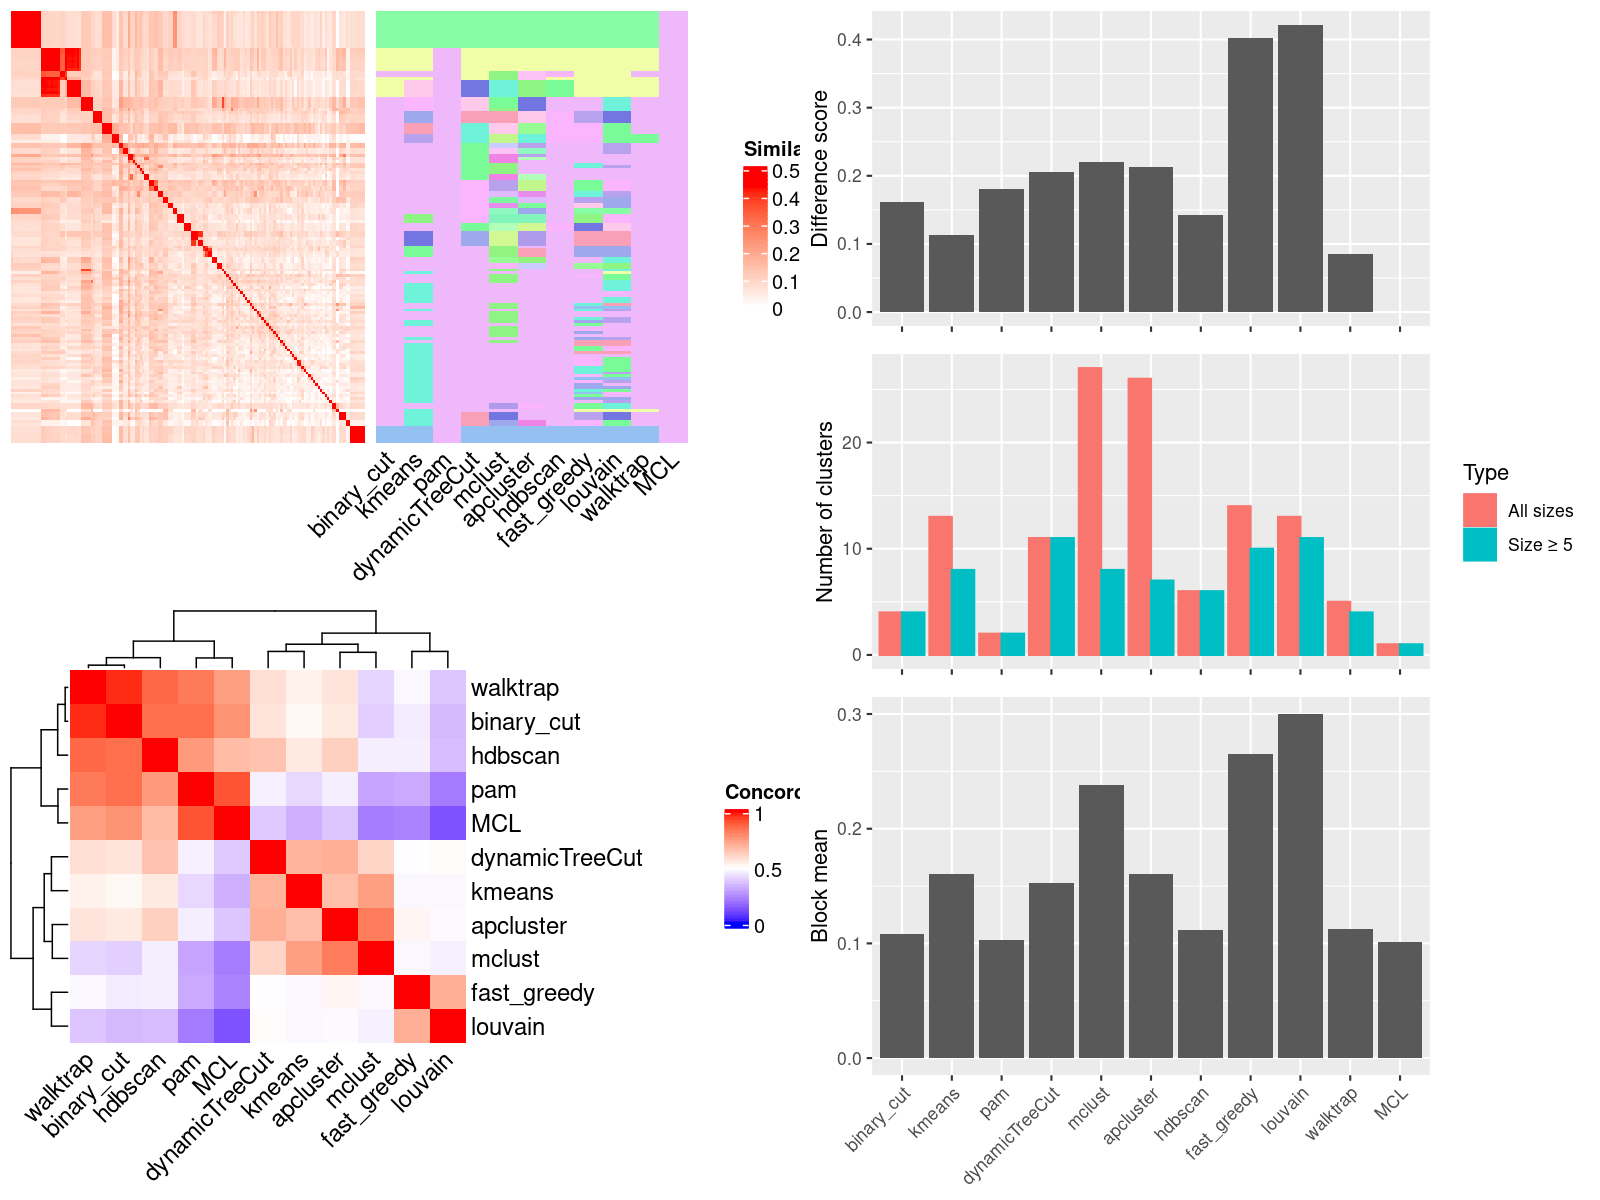 Simila
0.5
0.4
0.3
0.2
0.1
0
binary_cut
kmeans
pam
dynamicTreeCut
mclust
apcluster
hdbscan
fast_greedy
louvain
walktrap
MCL
walktrap
binary_cut
hdbscan
pam
MCL
dynamicTreeCut
kmeans
apcluster
mclust
fast_greedy
louvain
walktrap
binary_cut
hdbscan
pam
MCL
dynamicTreeCut
kmeans
apcluster
mclust
fast_greedy
louvain
Concord
1
0.5
0
Difference score
0.4
0.3
0.2
0.1
0.0
Number of clusters
20
10
0
Type
All sizes
Size ≥ 5
Block mean
0.3
0.2
0.1
0.0
binary_cut
kmeans
pam
dynamicTreeCut
mclust
apcluster
hdbscan
fast_greedy
louvain
walktrap
MCL